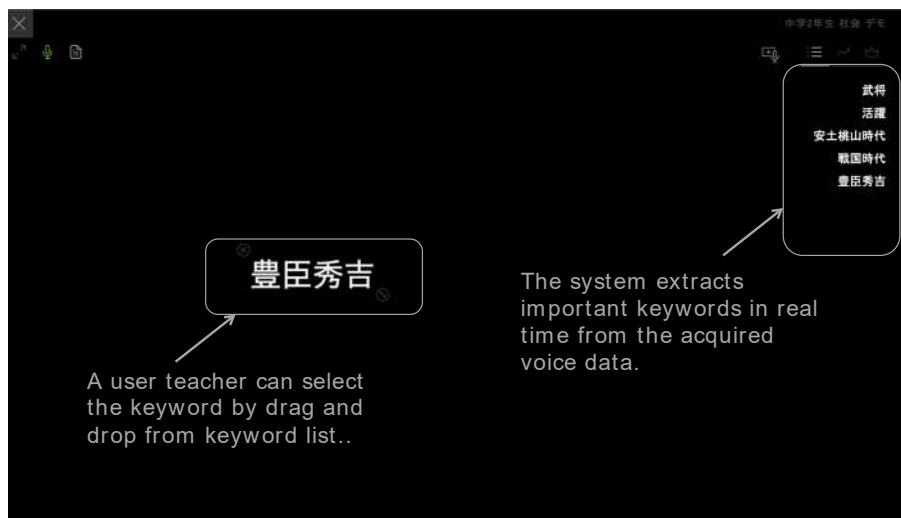 中学2年生 社会 デモ
武将
活躍
安土桃山時代
戦国時代
豊臣秀吉
豊臣秀吉
The system extracts
important keywords in real
time from the acquired
voice data.
A user teacher can select
the keyword by drag and
drop from keyword list..